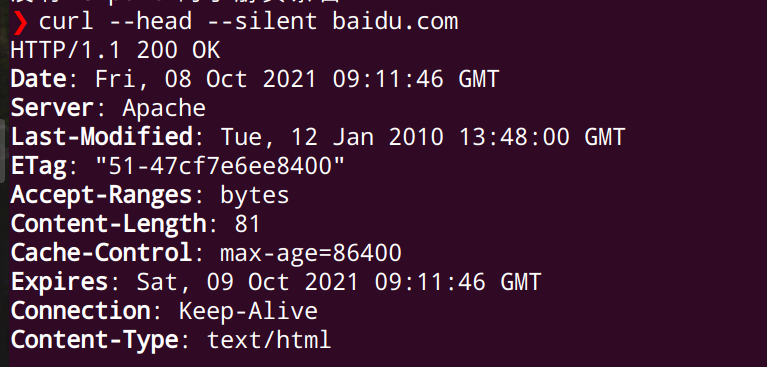 ❯ curl --head --silent baidu.com
HTTP/1.1 200 OK
Date: Fri, 08 Oct 2021 09:11:46 GMT
Server: Apache
Last-Modified: Tue, 12 Jan 2010 13:48:00 GMT
ETag: "51-47cf7e6ee8400"
Accept-Ranges: bytes
Content-Length: 81
Cache-Control: max-age=86400
Expires: Sat, 09 Oct 2021 09:11:46 GMT
Connection: Keep-Alive
Content-Type: text/html